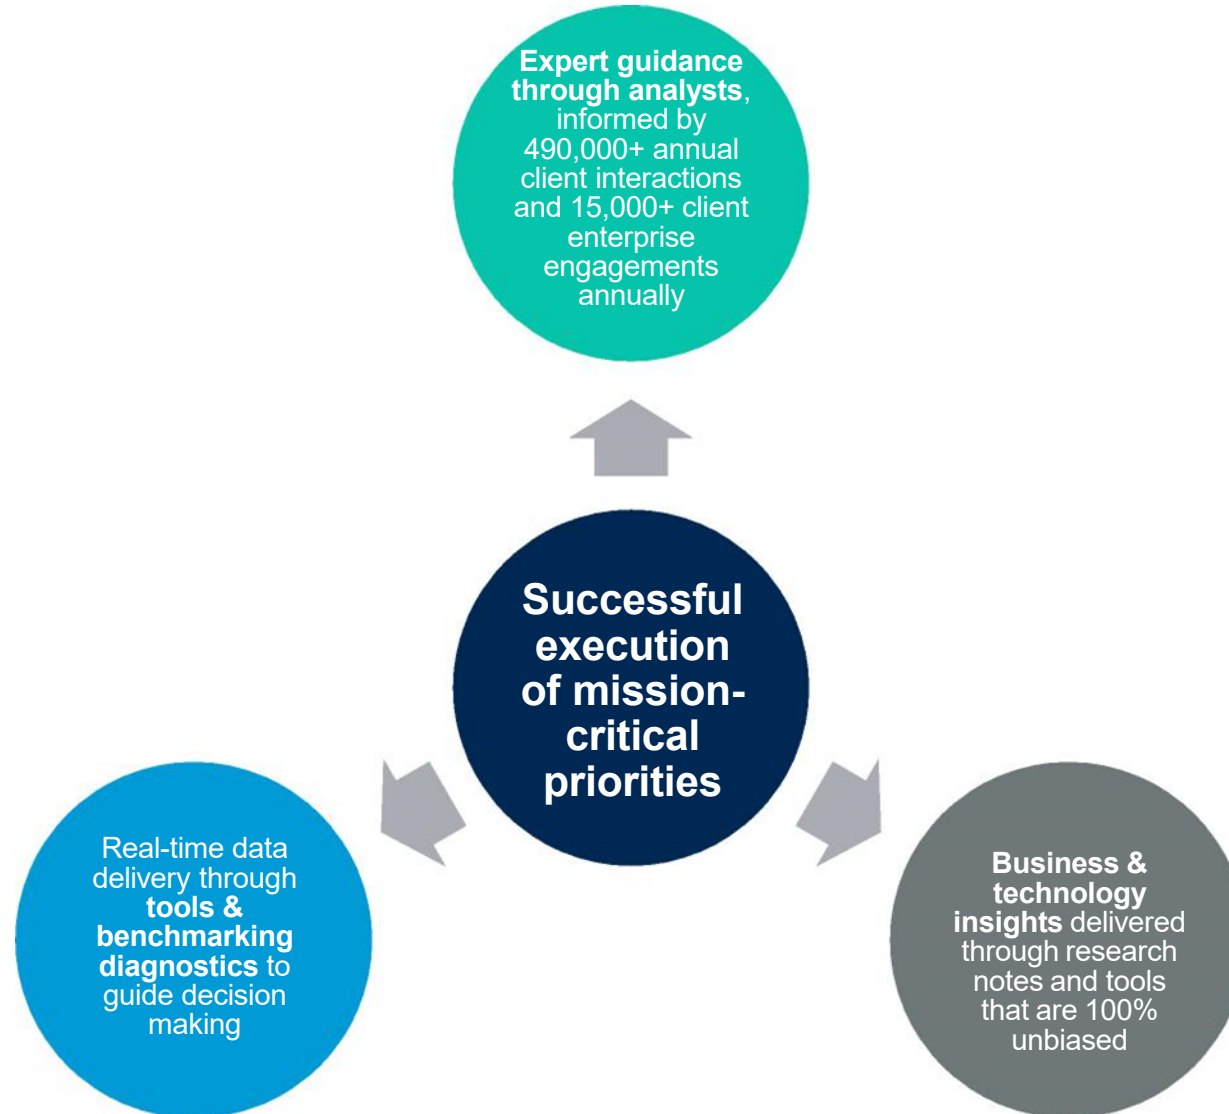 Expert guidance
through analysts,
informed by
490,000+ annual
client interactions
and 15,000+ client
enterprise
engagements
annually
Successful
execution
of mission-
critical
priorities
Real-time data
delivery through
tools &
benchmarking
diagnostics to
guide decision
making
Business &
technology
insights delivered
through research
notes and tools
that are 100%
unbiased